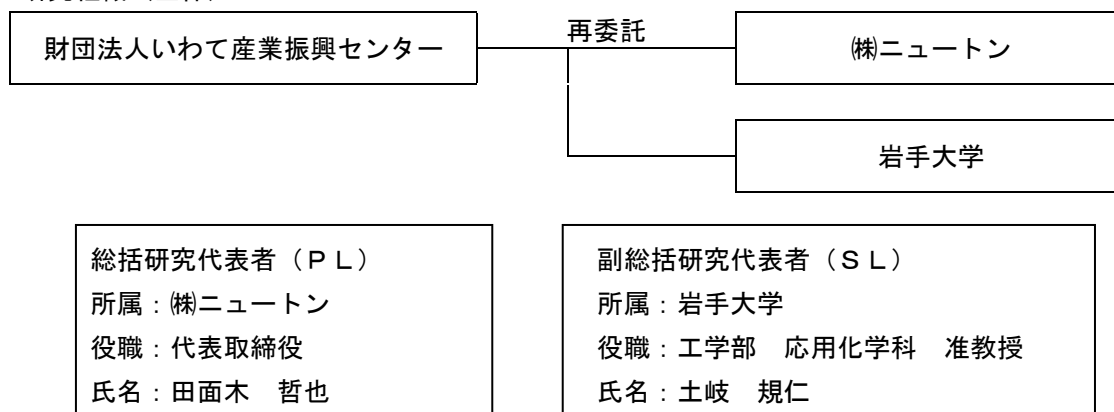 財団法人いわて産業振興センター
再委託
㈱ニュートン
岩手大学
総括研究代表者（ＰＬ）
所属：㈱ニュートン
役職：代表取締役
氏名：田面木　哲也
副総括研究代表者（ＳＬ）
所属：岩手大学
役職：工学部　応用化学科　准教授
氏名：土岐　規仁